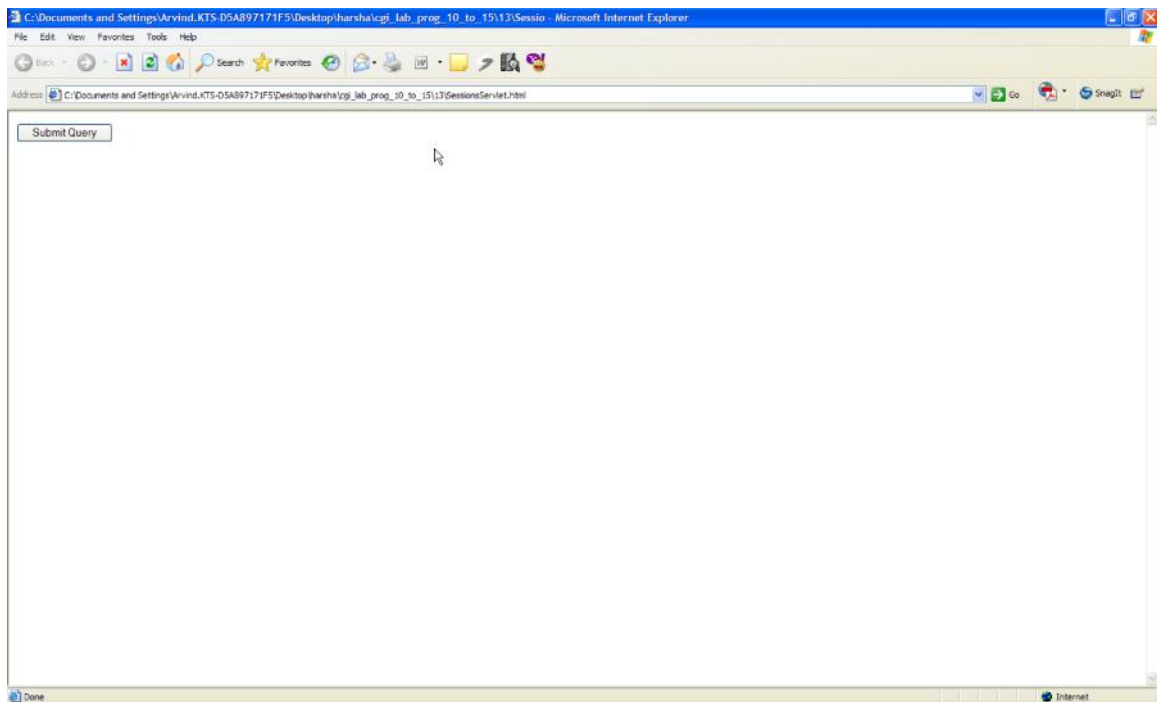 C:\Documents and Settings\Arvind.KTS-D5A897171F5\Desktop\harsha\cgi_lab_prog_10_to_15\13\Sessio - Microsoft Internet Explorer
File Edit View Favorites Tools Help
Back Search Favorites
Address C:\Documents and Settings\Arvind.KTS-D5A897171F5\Desktop\harsha\cgi_lab_prog_10_to_15\13\SessionsServlet.html Go SnagIt
Submit Query
Done Internet